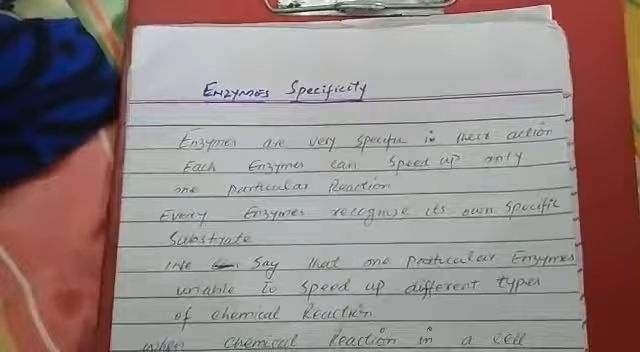 Enzymes Specificity
Enzymes are very specific in their action
Each Enzymes can speed up only
one particular Reaction
Every Enzymes recognise its own specific
Substrate
We say that one particular Enzymes
unable to speed up different types
of chemical Reaction
When chemical Reaction in a cell